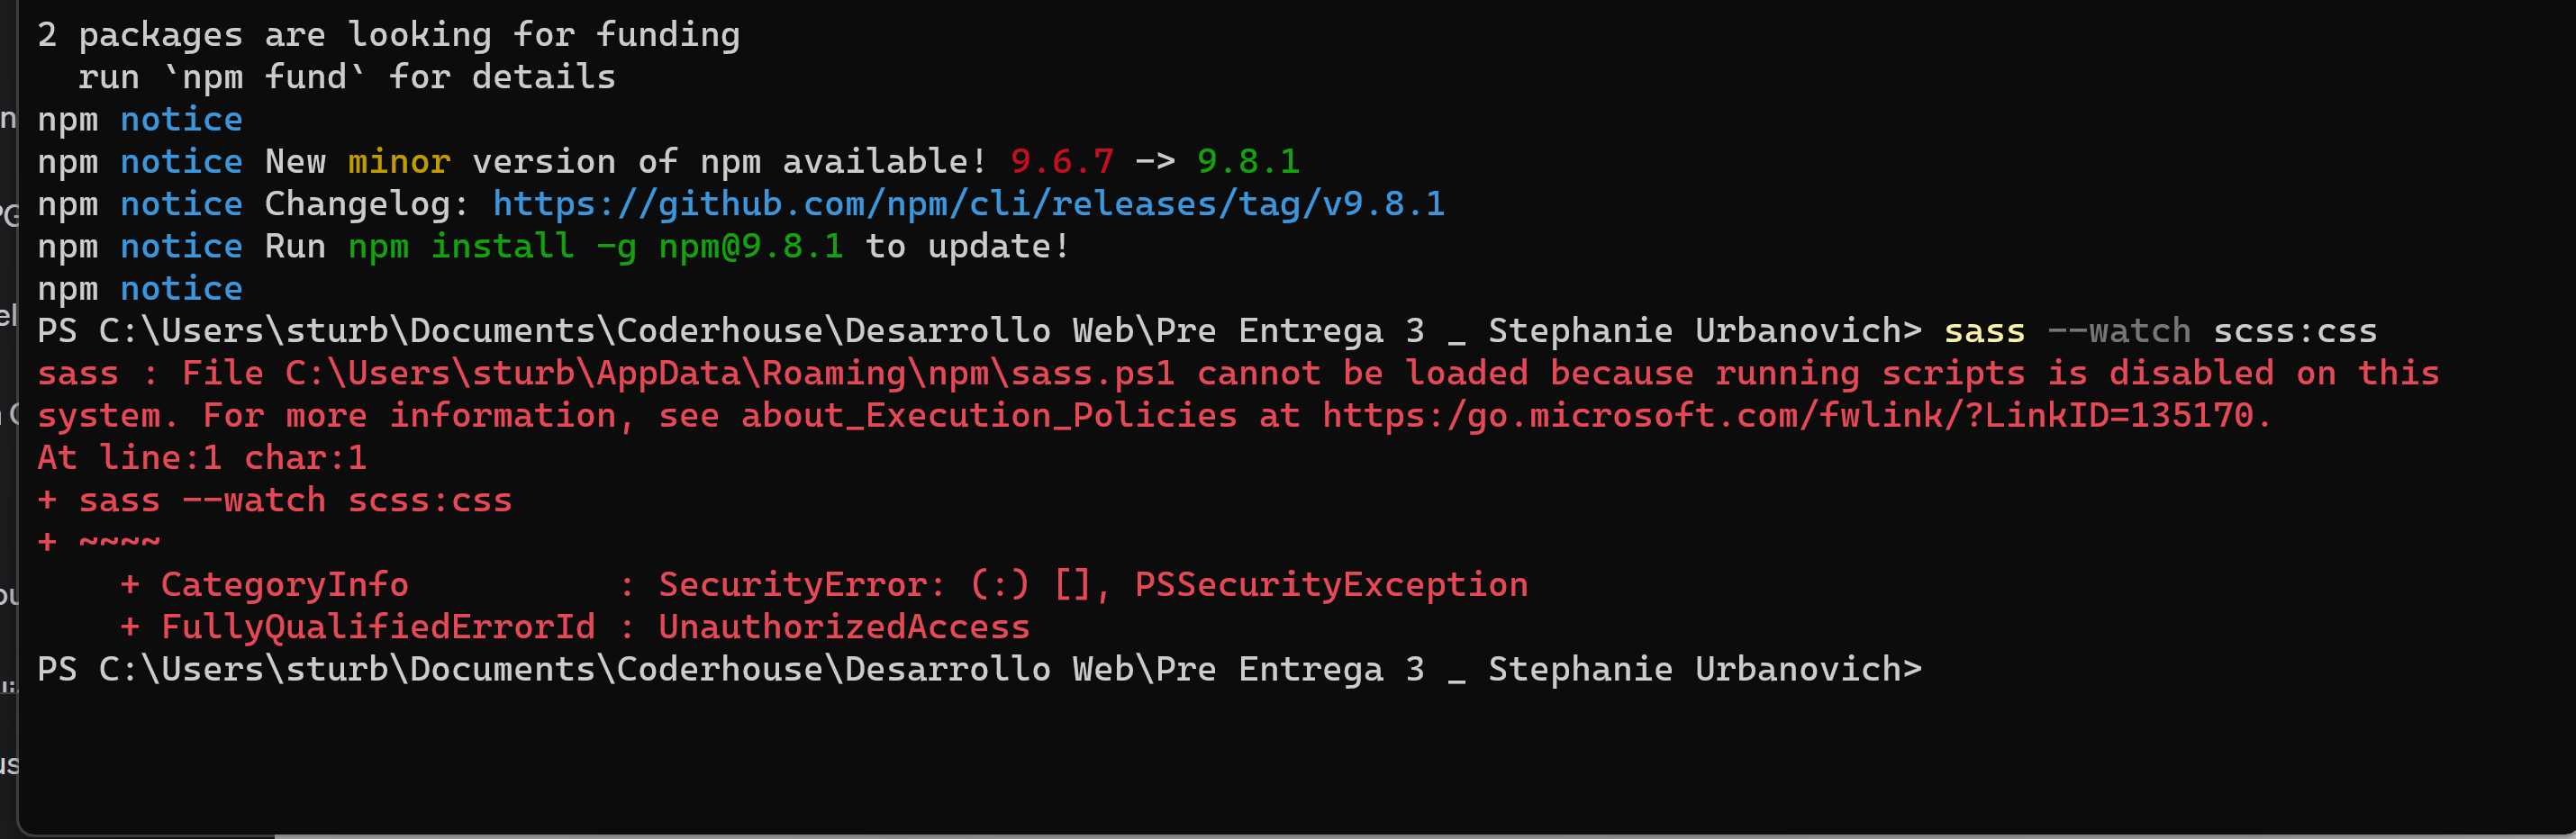 2 packages are looking for funding
  run `npm fund` for details
npm notice
npm notice New minor version of npm available! 9.6.7 -> 9.8.1
npm notice Changelog: https://github.com/npm/cli/releases/tag/v9.8.1
npm notice Run npm install -g npm@9.8.1 to update!
npm notice
PS C:\Users\sturb\Documents\Coderhouse\Desarrollo Web\Pre Entrega 3 _ Stephanie Urbanovich> sass --watch scss:css
sass : File C:\Users\sturb\AppData\Roaming\npm\sass.ps1 cannot be loaded because running scripts is disabled on this
system. For more information, see about_Execution_Policies at https:/go.microsoft.com/fwlink/?LinkID=135170.
At line:1 char:1
+ sass --watch scss:css
+ ~~~~
    + CategoryInfo          : SecurityError: (:) [], PSSecurityException
    + FullyQualifiedErrorId : UnauthorizedAccess
PS C:\Users\sturb\Documents\Coderhouse\Desarrollo Web\Pre Entrega 3 _ Stephanie Urbanovich>